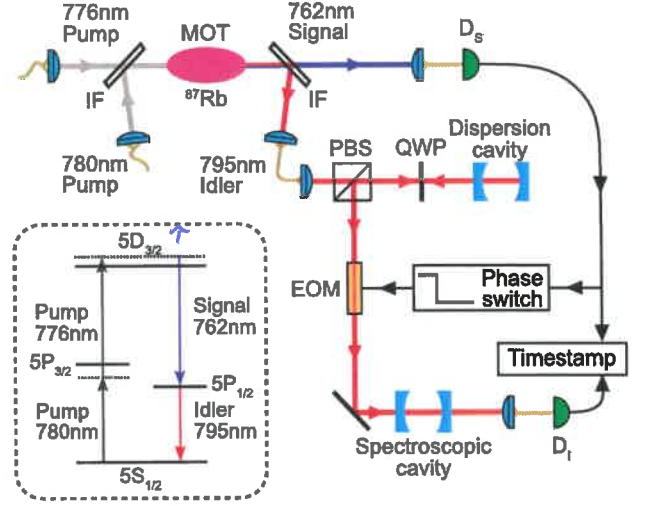 776nm
Pump
MOT
762nm
Signal
Ds
IF
87Rb
IF
780nm
Pump
795nm
Idler
PBS
QWP
Dispersion
cavity
EOM
Phase
switch
Timestamp
Spectroscopic
cavity
DI
5D3/2
Pump
776nm
Signal
762nm
5P3/2
5P1/2
Pump
780nm
Idler
795nm
5S1/2